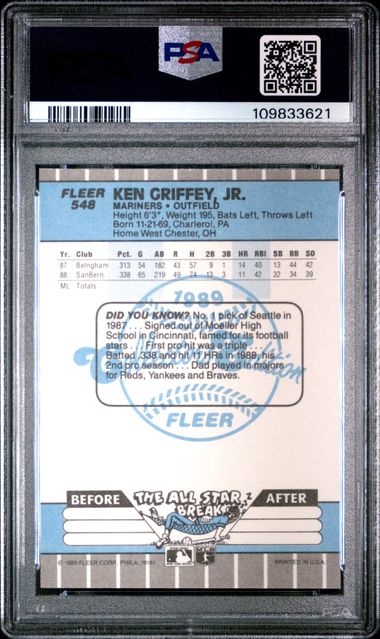 PSA
109833621
FLEER
548
KEN GRIFFEY, JR.
MARINERS • OUTFIELD
Height 6'3", Weight 195, Bats Left, Throws Left
Born 11-21-69, Charleroi, PA
Home West Chester, OH
Yr. Club Pct. G AB R H 2B 3B HR RBI SB BB SO
87 Belngham .313 54 182 43 57 9 1 14 40 13 44 42
88 SanBern .338 65 219 49 74 13 3 11 42 32 34 39
ML Totals
1989
DID YOU KNOW? No. 1 pick of Seattle in
1987 . . . Signed out of Moeller High
School in Cincinnati, famed for its football
stars . . . First pro hit was a triple . . .
Batted .338 and hit 11 HRs in 1988, his
2nd pro season . . . Dad played in majors
for Reds, Yankees and Braves.
Edition
FLEER
BEFORE THE ALL STAR BREAK AFTER
© 1989 FLEER CORP., PHILA. 19141 PRINTED IN U.S.A.
PSA